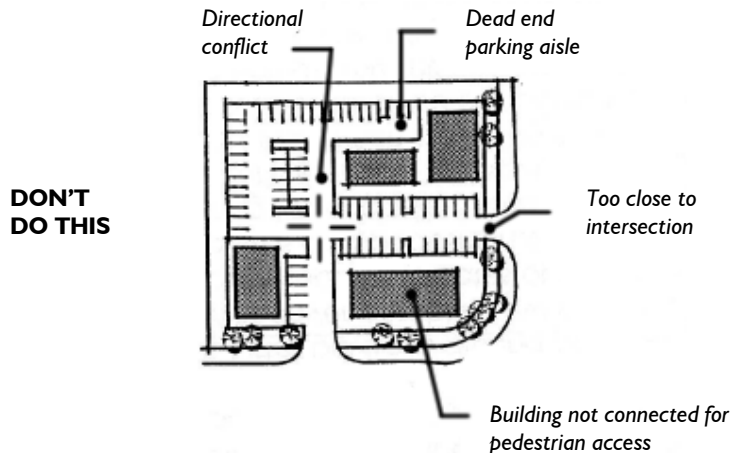 Directional
conflict
Dead end
parking aisle
DON'T
DO THIS
Too close to
intersection
Building not connected for
pedestrian access